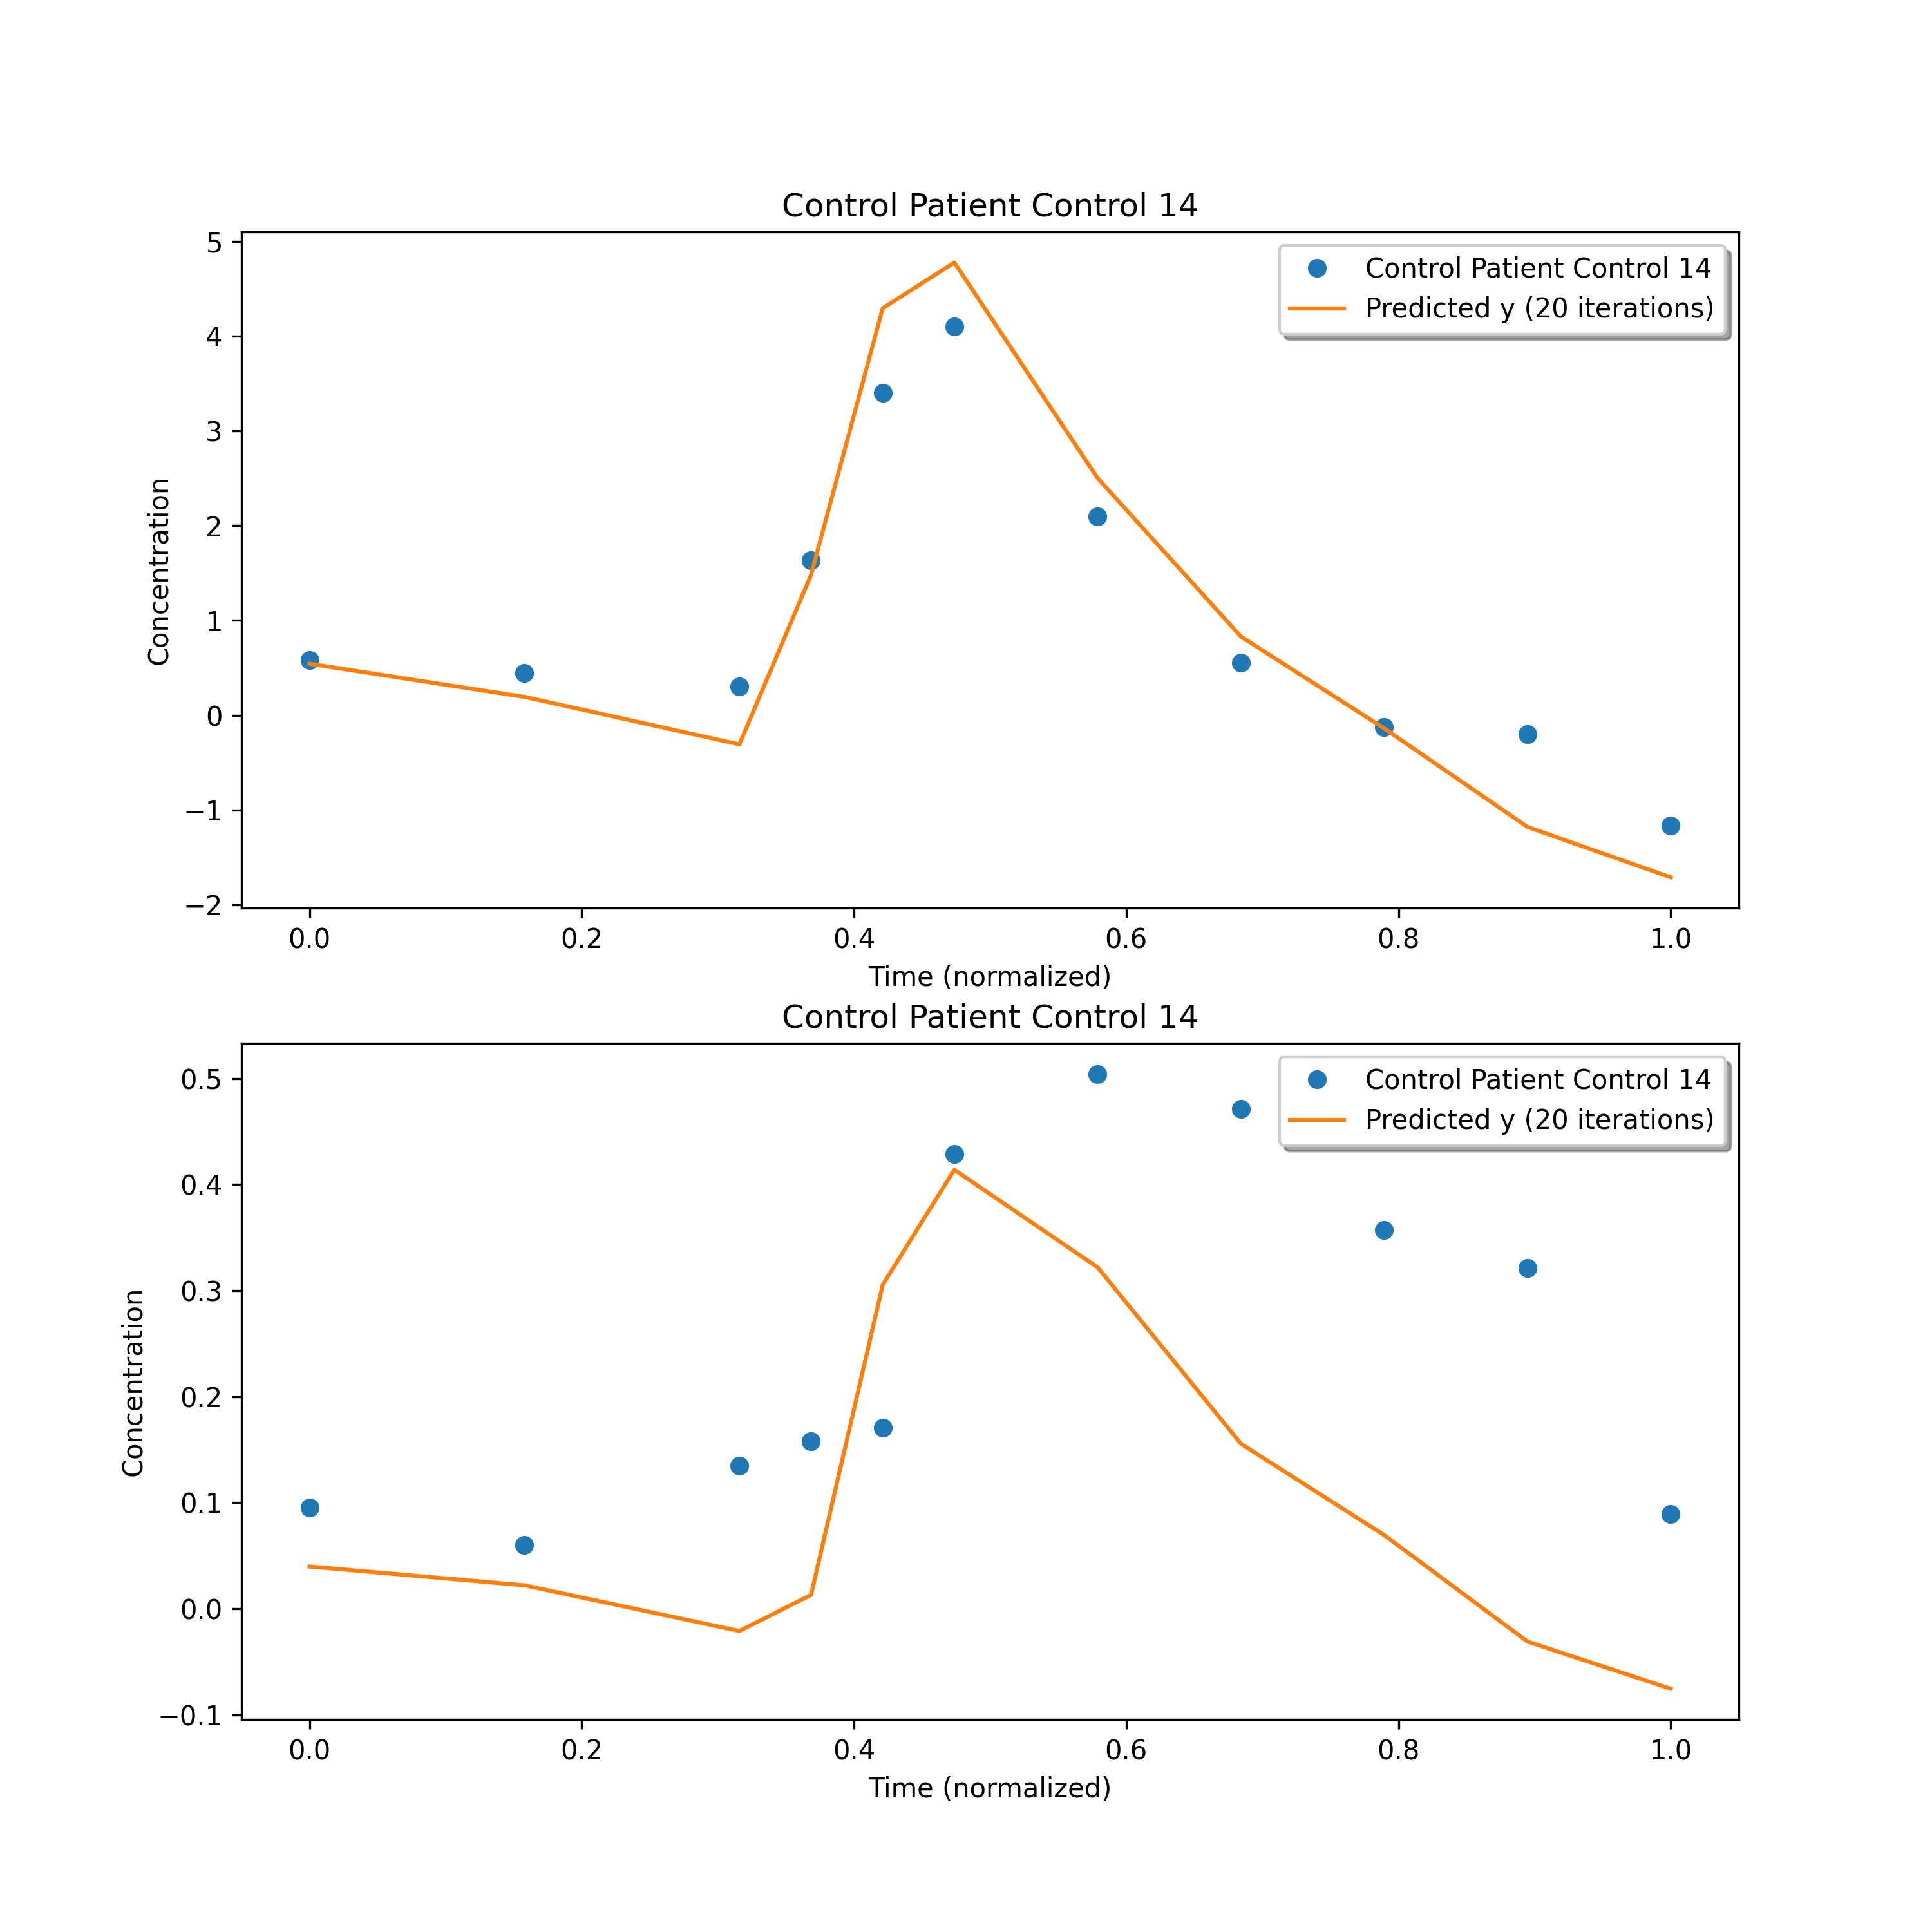 Control Patient Control 14
5
4
3
2
1
0
−1
−2
Concentration
Control Patient Control 14
Predicted y (20 iterations)
0.0 0.2 0.4 0.6 0.8 1.0
Time (normalized)
Control Patient Control 14
0.5
0.4
0.3
0.2
0.1
0.0
−0.1
Concentration
Control Patient Control 14
Predicted y (20 iterations)
0.0 0.2 0.4 0.6 0.8 1.0
Time (normalized)